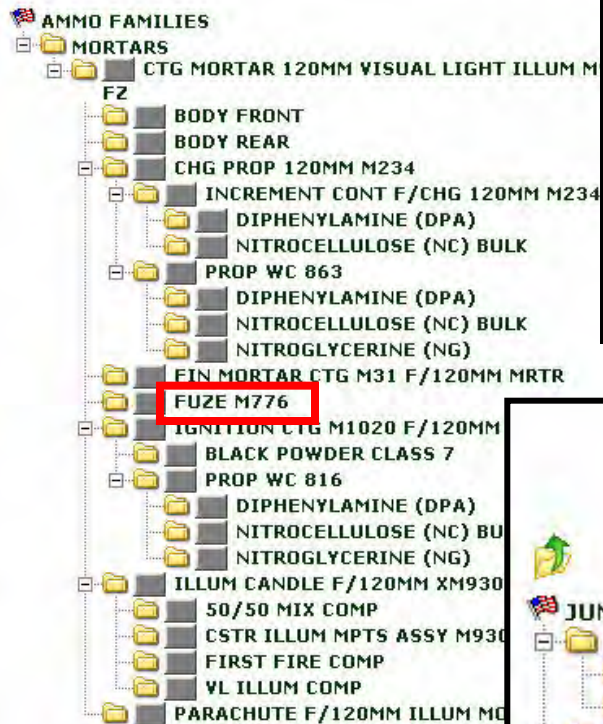 AMMO FAMILIES
MORTARS
CTG MORTAR 120MM VISUAL LIGHT ILLUM M
FZ
BODY FRONT
BODY REAR
CHG PROP 120MM M234
INCREMENT CONT F/CHG 120MM M234
DIPHENYLAMINE (DPA)
NITROCELLULOSE (NC) BULK
PROP WC 863
DIPHENYLAMINE (DPA)
NITROCELLULOSE (NC) BULK
NITROGLYCERINE (NG)
FIN MORTAR CTG M31 F/120MM MRTR
FUZE M776
IGNITION CTG M1020 F/120MM
BLACK POWDER CLASS 7
PROP WC 816
DIPHENYLAMINE (DPA)
NITROCELLULOSE (NC) BU
NITROGLYCERINE (NG)
ILLUM CANDLE F/120MM XM930
50/50 MIX COMP
CSTR ILLUM MPTS ASSY M930
FIRST FIRE COMP
VL ILLUM COMP
PARACHUTE F/120MM ILLUM MO
JUN